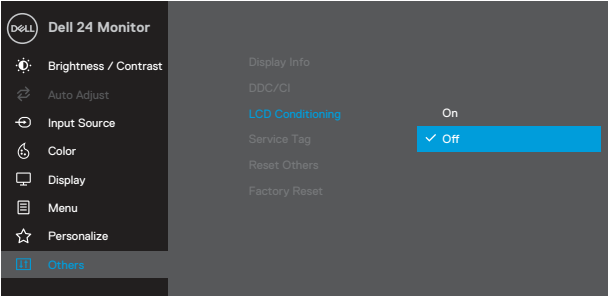 DELL
Dell 24 Monitor
Brightness / Contrast
Auto Adjust
Input Source
Color
Display
Menu
Personalize
Others
Display Info
DDC/CI
LCD Conditioning
Service Tag
Reset Others
Factory Reset
On
Off